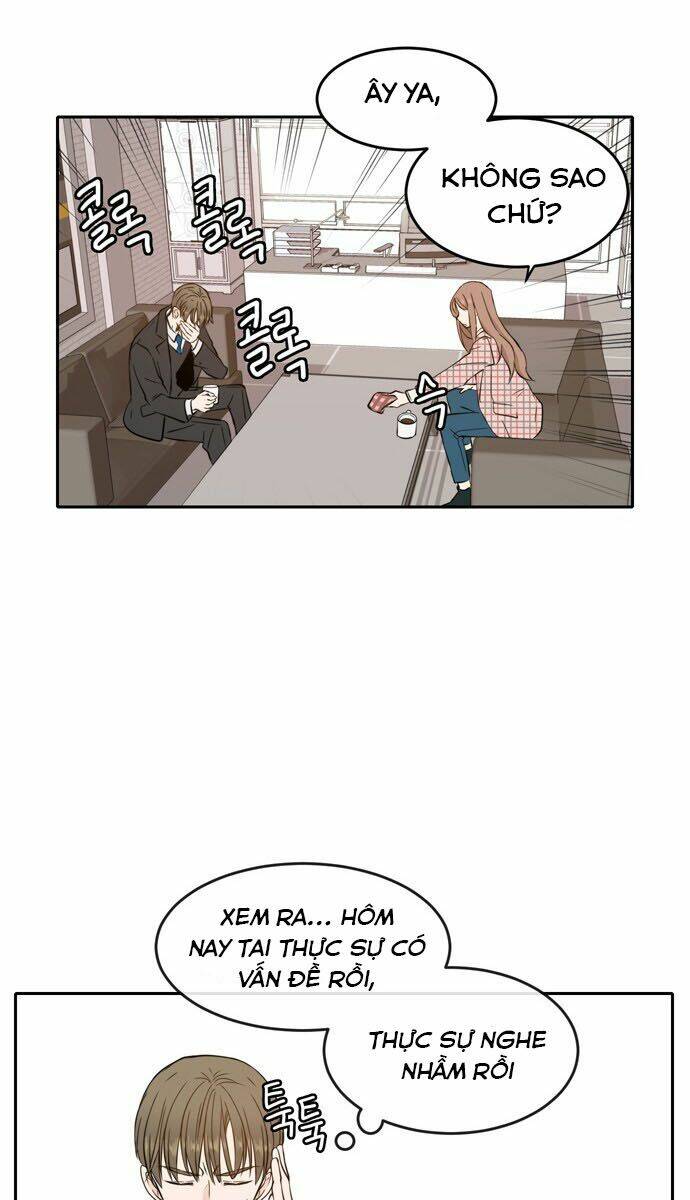 ÂY YA,
KHÔNG SAO
CHỨ?
콜록
콜록
콜록
슥
XEM RA... HÔM
NAY TAI THỰC SỰ CÓ
VẤN ĐỀ RỒI,
THỰC SỰ NGHE
NHẦM RỒI
툭툭